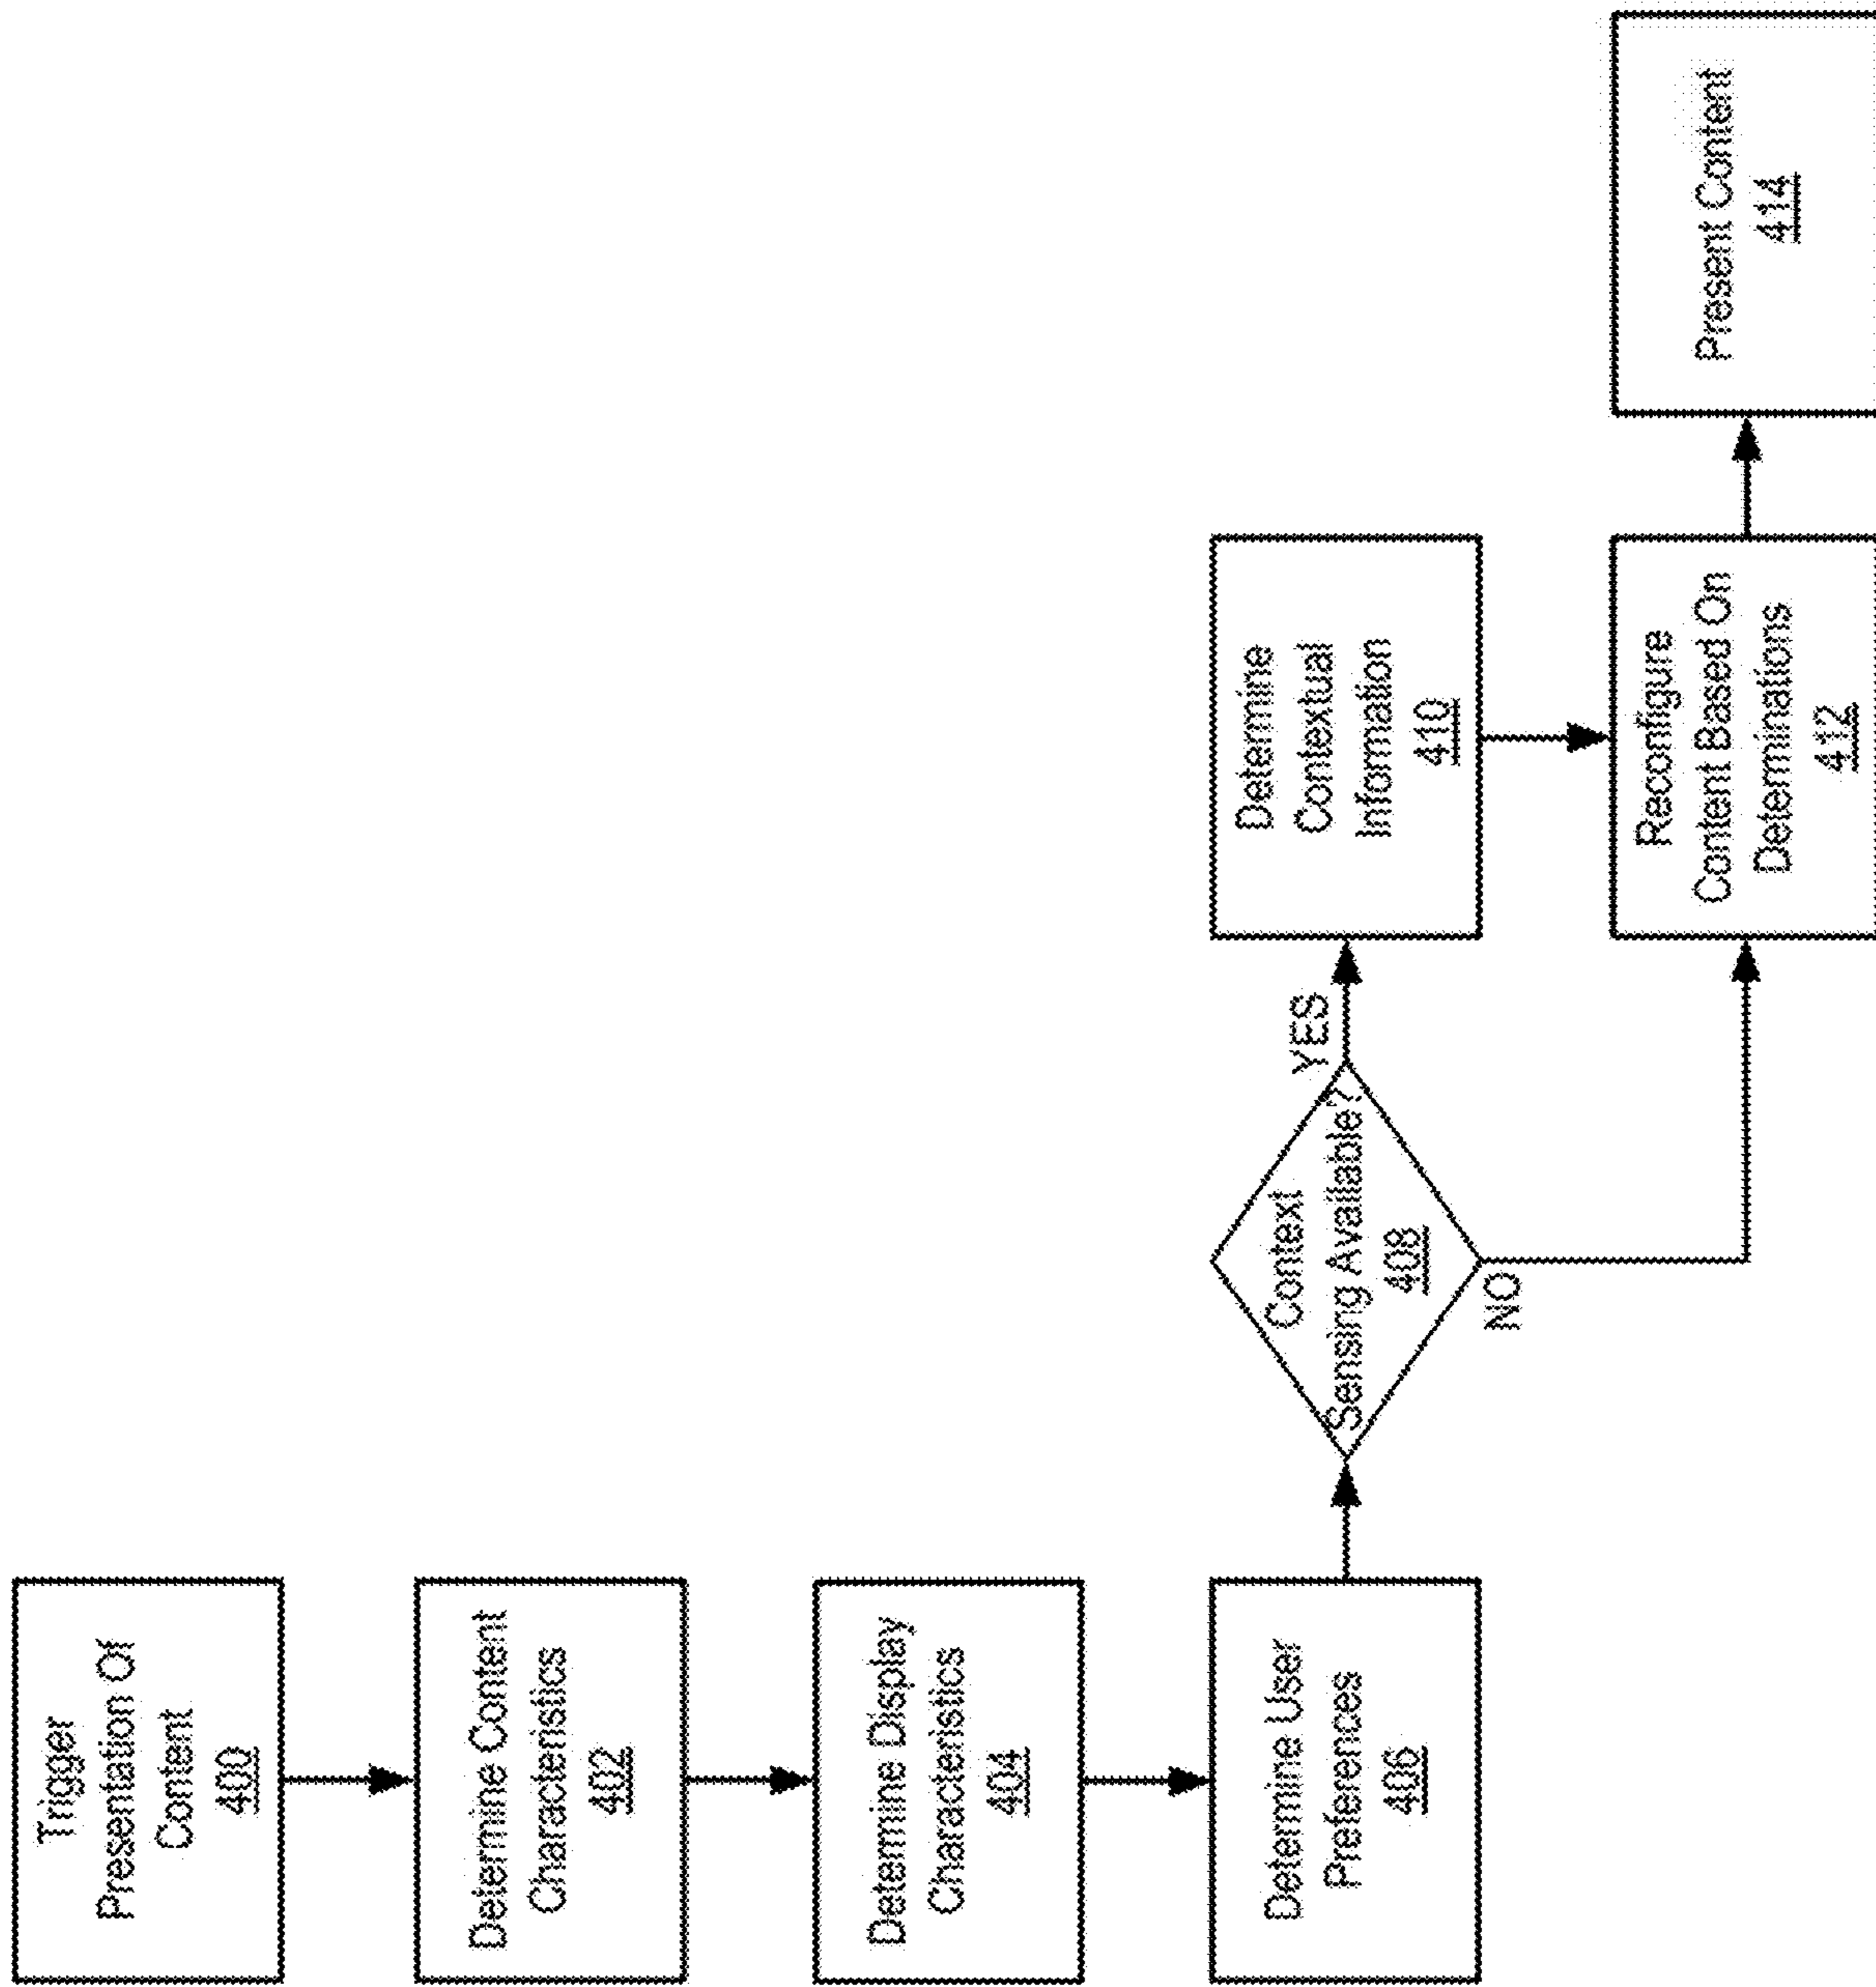 Trigger
Presentation Of
Content
400
Determine Content
Characteristics
402
Determine Display
Characteristics
404
Determine User
Preferences
406
Context
Sensing Available?
408
YES
NO
Determine
Contextual
Information
410
Reconfigure
Content Based On
Determinations
412
Present Content
414